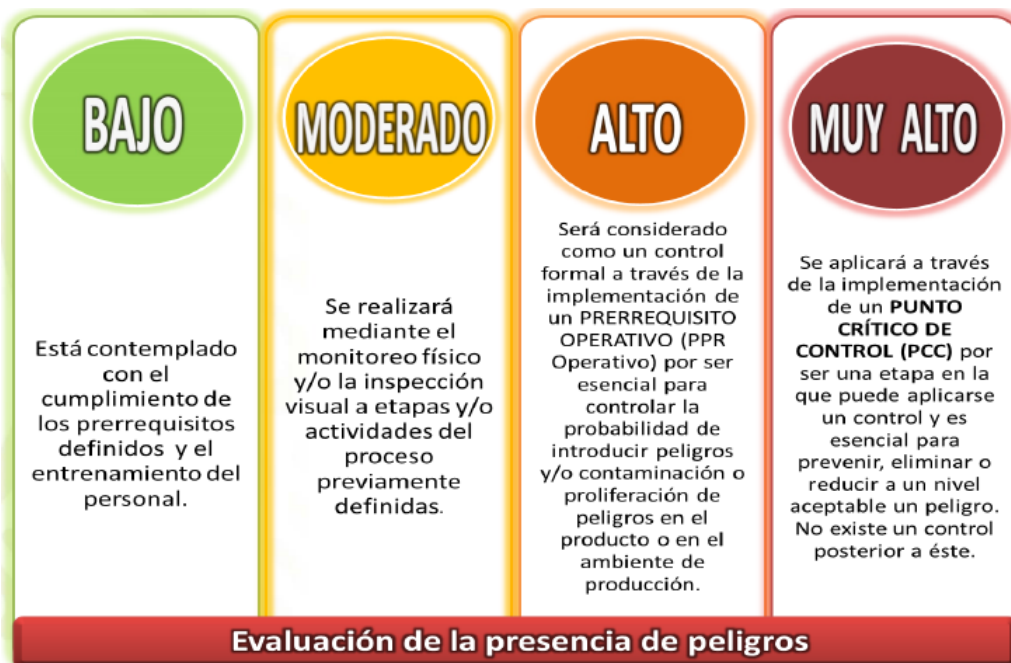 BAJO
Está contemplado
con el
cumplimiento de
los prerrequisitos
definidos y el
entrenamiento del
personal.
MODERADO
Se realizará
mediante el
monitoreo físico
y/o la inspección
visual a etapas y/o
actividades del
proceso
previamente
definidas.
ALTO
Será considerado
como un control
formal a través de la
implementación de
un PRERREQUISITO
OPERATIVO (PPR
Operativo) por ser
esencial para
controlar la
probabilidad de
introducir peligros
y/o contaminación o
proliferación de
peligros en el
producto o en el
ambiente de
producción.
MUY ALTO
Se aplicará a través
de la implementación
de un PUNTO
CRÍTICO DE
CONTROL (PCC) por
ser una etapa en la
que puede aplicarse
un control y es
esencial para
prevenir, eliminar o
reducir a un nivel
aceptable un peligro.
No existe un control
posterior a éste.
Evaluación de la presencia de peligros